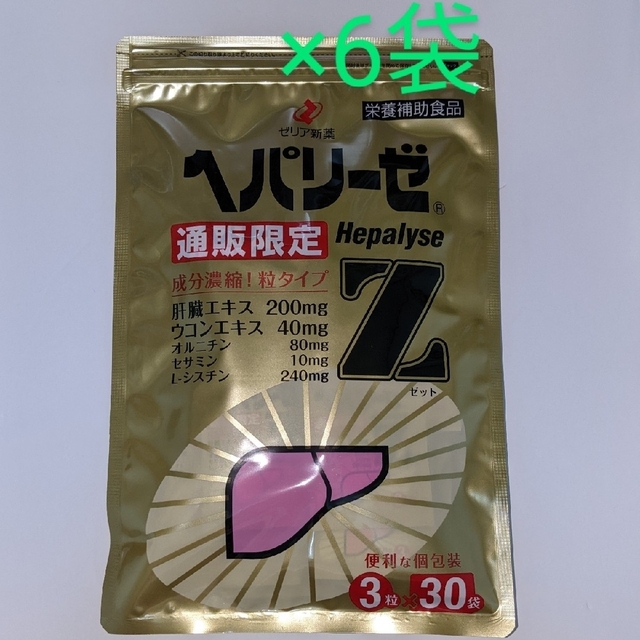 ×6袋
栄養補助食品
ゼリア新薬
ヘパリーゼ®
通販限定
Hepalyse
Z
ゼット
成分濃縮!粒タイプ
肝臓エキス 200mg
ウコンエキス 40mg
オルニチン 80mg
セサミン 10mg
L-シスチン 240mg
便利な個包装
3粒×30袋